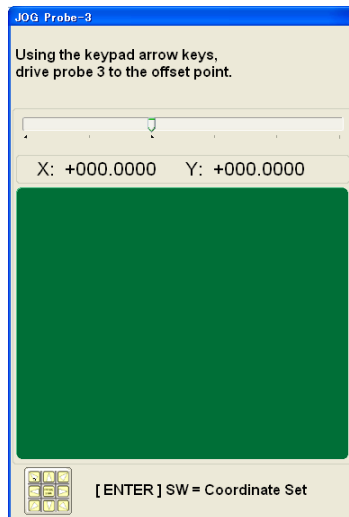 JOG Probe-3
Using the keypad arrow keys,
drive probe 3 to the offset point.
X: +000.0000 Y: +000.0000
[ ENTER ] SW = Coordinate Set